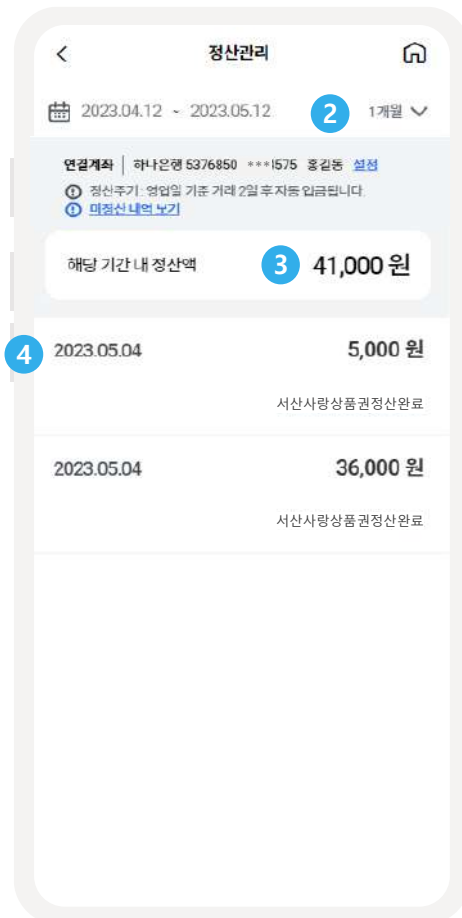 정산관리
2023.04.12 ~ 2023.05.12 2 1개월
연결계좌 | 하나은행 5376850 ***4575 홍길동 설정
정산주기: 영업일 기준 거래 2일 후 자동 입금됩니다.
미정산 내역 보기
해당 기간 내 정산액 3 41,000 원
4 2023.05.04 5,000 원
서산사랑상품권정산완료
2023.05.04 36,000 원
서산사랑상품권정산완료